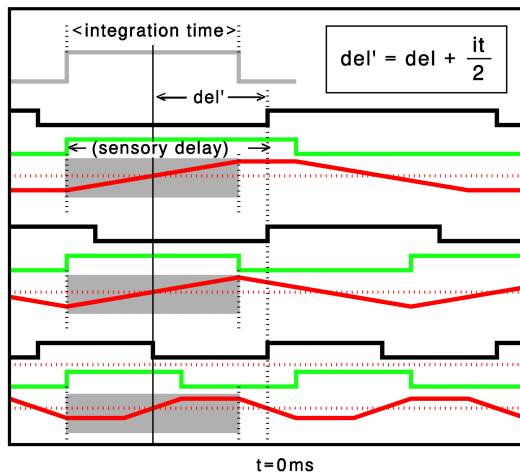 <integration time>
del' = del + it
2
del'
(sensory delay)
t=0ms